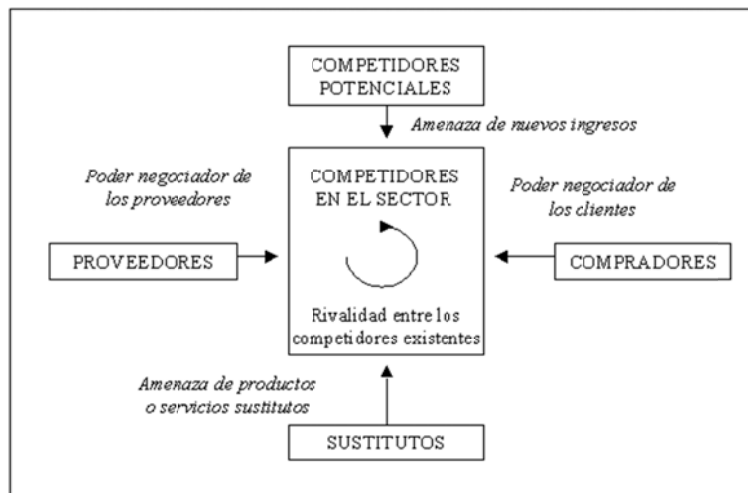 COMPETIDORES
POTENCIALES
Amenaza de nuevos ingresos
Poder negociador de
los proveedores
COMPETIDORES
EN EL SECTOR
Poder negociador de
los clientes
PROVEEDORES
COMPRADORES
Rivalidad entre los
competidores existentes
Amenaza de productos
o servicios sustitutos
SUSTITUTOS